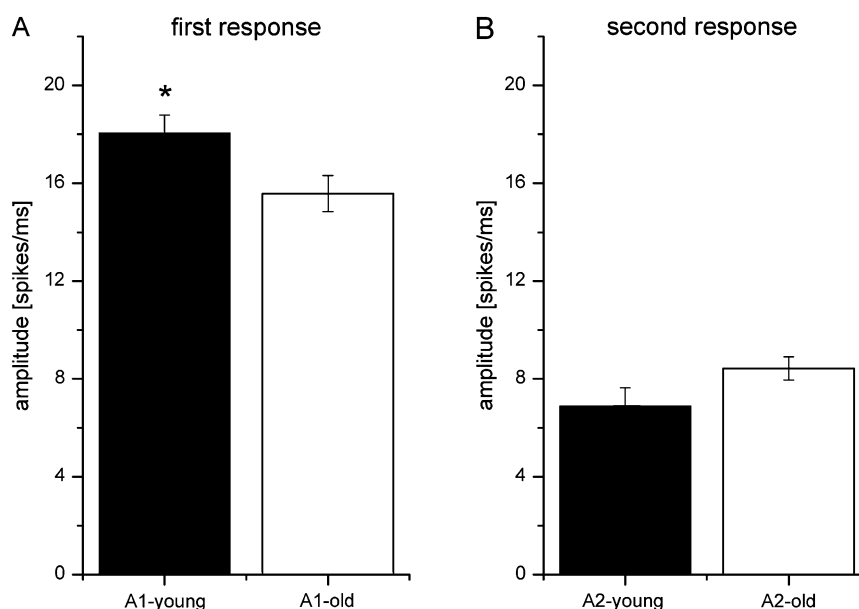 A
first response
*
amplitude [spikes/ms]
20
16
12
8
4
0
A1-young
A1-old
B
second response
amplitude [spikes/ms]
20
16
12
8
4
0
A2-young
A2-old